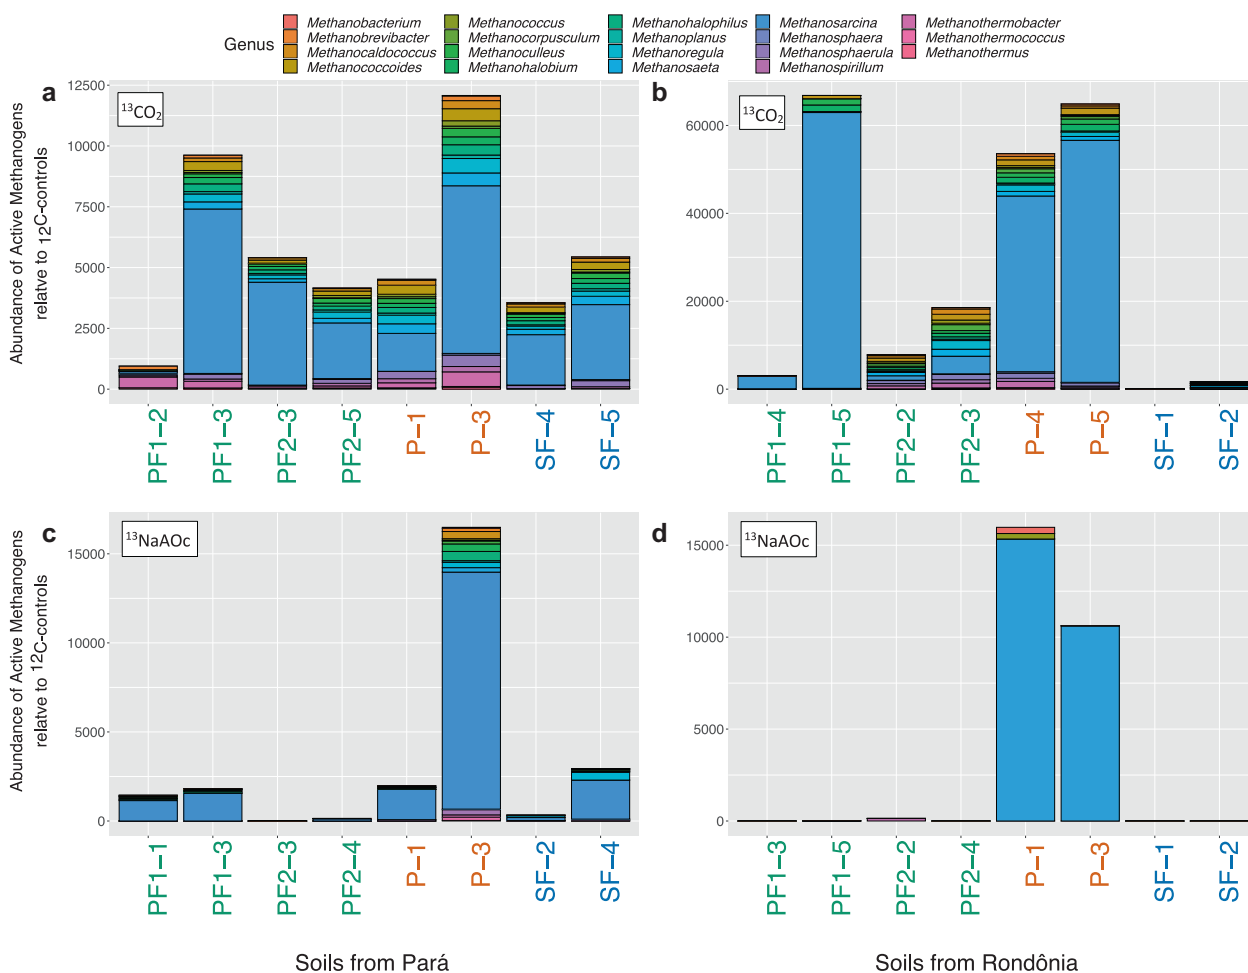 Genus
Methanobacterium
Methanobrevibacter
Methanocaldococcus
Methanococcoides
Methanococcus
Methanocorpusculum
Methanoculleus
Methanohalobium
Methanohalophilus
Methanoplanus
Methanoregula
Methanosaeta
Methanosarcina
Methanosphaera
Methanosphaerula
Methanospirillum
Methanothermobacter
Methanothermococcus
Methanothermus
a
¹³CO₂
Abundance of Active Methanogens
relatve to ₁₂C-controls
12500
10000
7500
5000
2500
0
PF1–2
PF1–3
PF2–3
PF2–5
P–1
P–3
SF–4
SF–5
b
¹³CO₂
60000
40000
20000
0
PF1–4
PF1–5
PF2–2
PF2–3
P–4
P–5
SF–1
SF–2
c
¹³NaAOc
Abundance of Active Methanogens
relatve to ¹²C-controls
15000
10000
5000
0
PF1–1
PF1–3
PF2–3
PF2–4
P–1
P–3
SF–2
SF–4
Soils from Pará
d
¹³NaAOc
15000
10000
5000
0
PF1–3
PF1–5
PF2–2
PF2–4
P–1
P–3
SF–1
SF–2
Soils from Rondônia